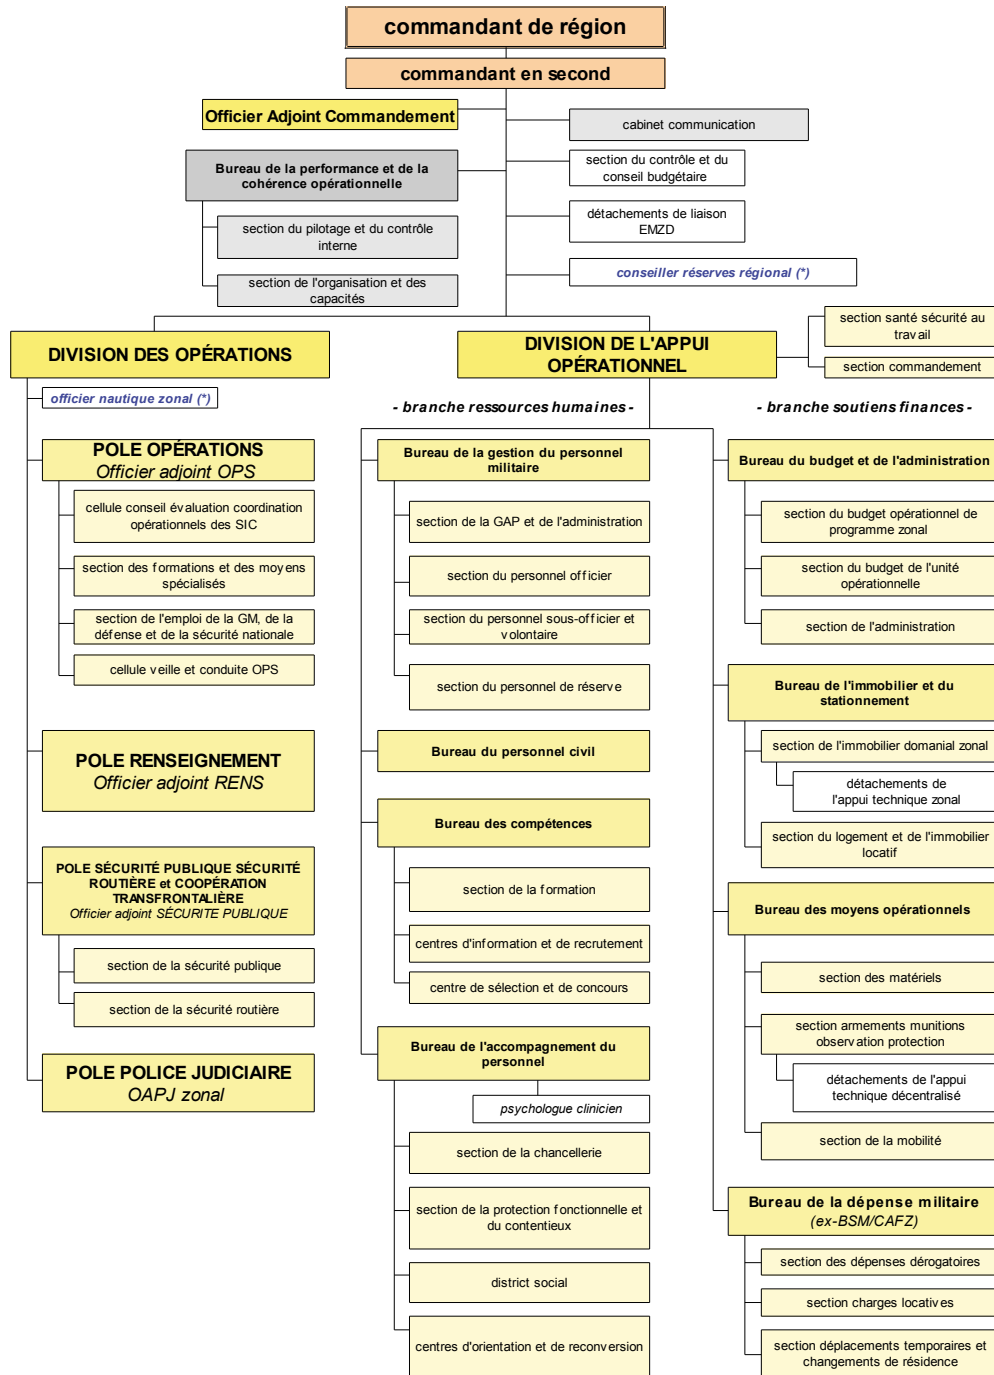 commandant de région
commandant en second
Officier Adjoint Commandement
cabinet communication
Bureau de la performance et de la
cohérence opérationnelle
section du contrôle et du
conseil budgétaire
section du pilotage et du contrôle
interne
détachements de liaison
EMZD
section de l'organisation et des
capacités
conseiller réserves régional (*)
DIVISION DES OPÉRATIONS
DIVISION DE L'APPUI
OPÉRATIONNEL
section santé sécurité au
travail
section commandement
officier nautique zonal (*)
- branche ressources humaines -
- branche soutiens finances -
POLE OPÉRATIONS
Officier adjoint OPS
cellule conseil évaluation coordination
opérationnels des SIC
section des formations et des moyens
spécialisés
section de l'emploi de la GM, de la
défense et de la sécurité nationale
cellule veille et conduite OPS
POLE RENSEIGNEMENT
Officier adjoint RENS
POLE SÉCURITÉ PUBLIQUE SÉCURITÉ
ROUTIÈRE et COOPÉRATION
TRANSFRONTALIÈRE
Officier adjoint SÉCURITE PUBLIQUE
section de la sécurité publique
section de la sécurité routière
POLE POLICE JUDICIAIRE
OAPJ zonal
Bureau de la gestion du personnel
militaire
section de la GAP et de l'administration
section du personnel officier
section du personnel sous-officier et
volontaire
section du personnel de réserve
Bureau du personnel civil
Bureau des compétences
section de la formation
centres d'information et de recrutement
centre de sélection et de concours
Bureau de l'accompagnement du
personnel
psychologue clinicien
section de la chancellerie
section de la protection fonctionnelle et
du contentieux
district social
centres d'orientation et de reconversion
Bureau du budget et de l'administration
section du budget opérationnel de
programme zonal
section du budget de l'unité
opérationnelle
section de l'administration
Bureau de l'immobilier et du
stationnement
section de l'immobilier domanial zonal
détachements de
l'appui technique zonal
section du logement et de l'immobilier
locatif
Bureau des moyens opérationnels
section des matériels
section armements munitions
observation protection
détachements de l'appui
technique décentralisé
section de la mobilité
Bureau de la dépense militaire
(ex-BSM/CAFZ)
section des dépenses dérogatoires
section charges locatives
section déplacements temporaires et
changements de résidence